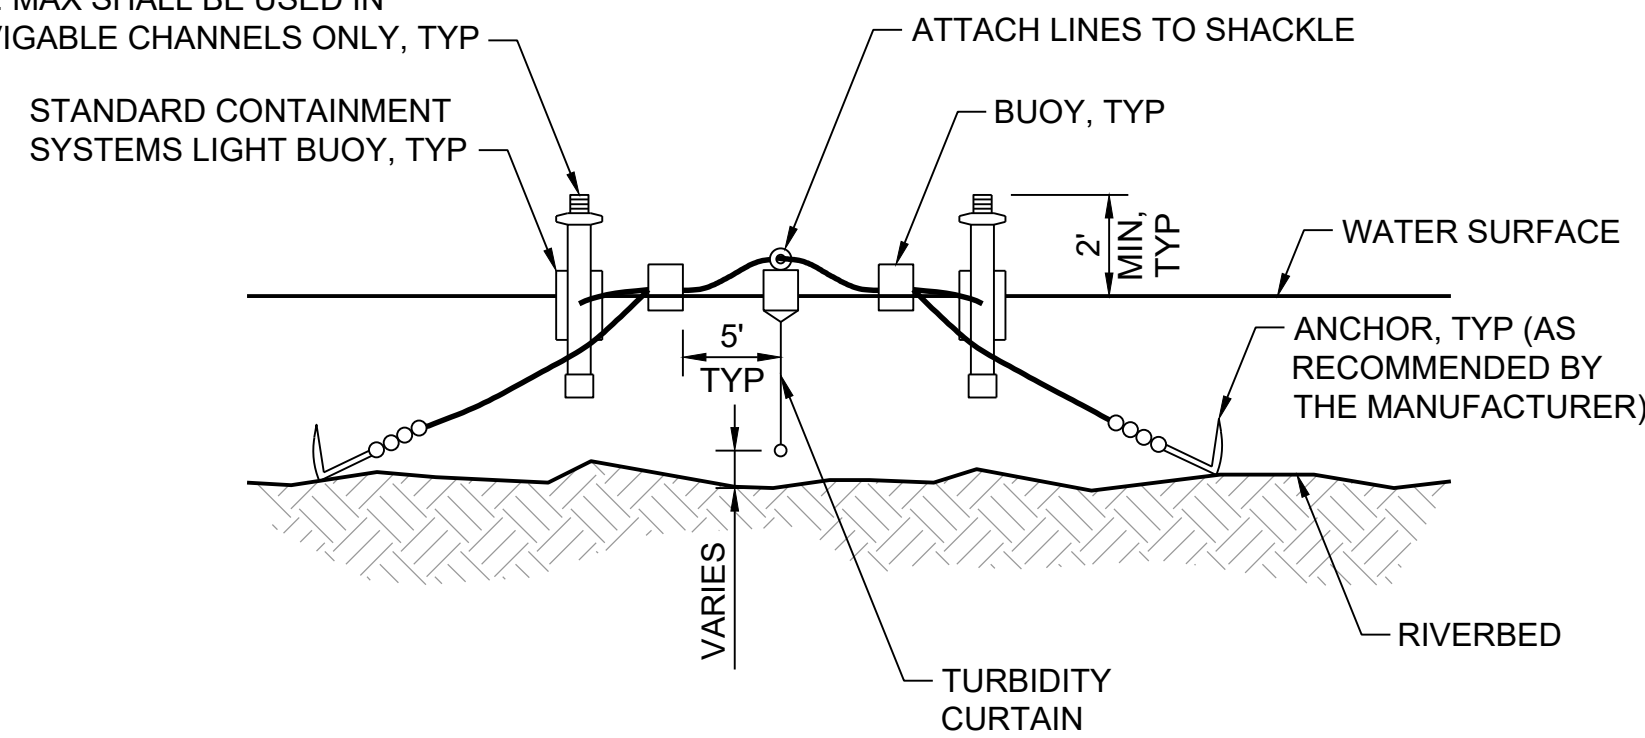 MAX SHALL BE USED IN
CHANNELS ONLY, TYP
STANDARD CONTAINMENT
SYSTEMS LIGHT BUOY, TYP
ATTACH LINES TO SHACKLE
BUOY, TYP
2'
MIN,
TYP
WATER SURFACE
5'
TYP
ANCHOR, TYP (AS
RECOMMENDED BY
THE MANUFACTURER)
VARIES
RIVERBED
TURBIDITY
CURTAIN